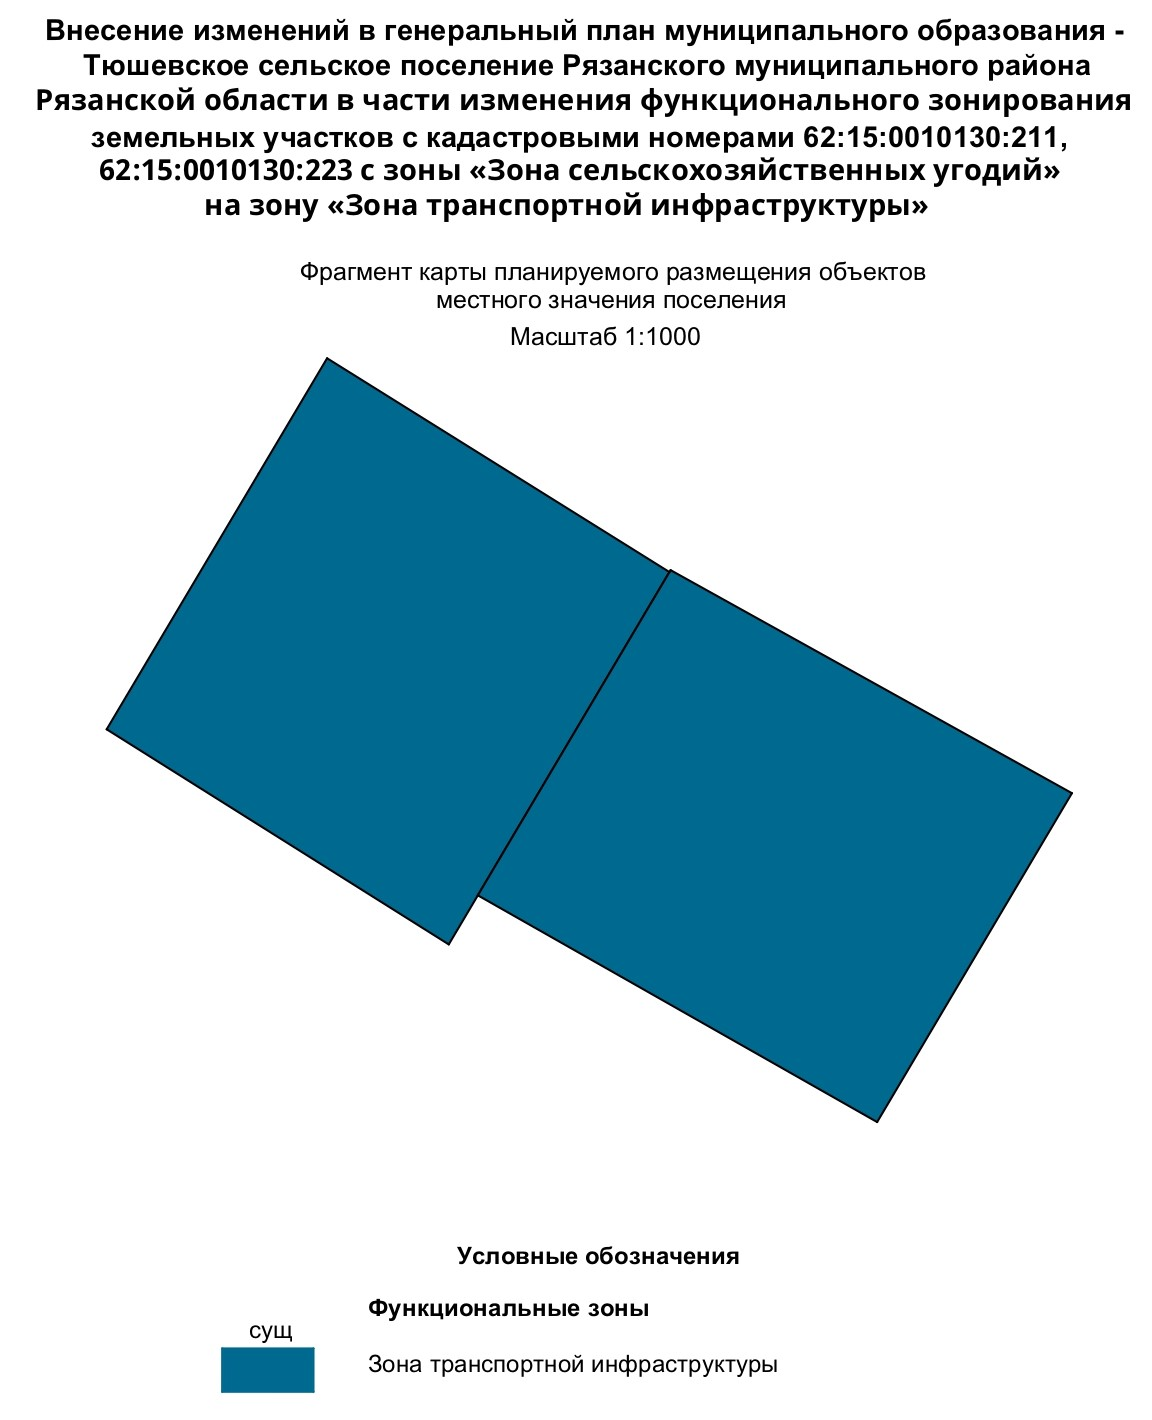 Внесение изменений в генеральный план муниципального образования -
Тюшевское сельское поселение Рязанского муниципального района
Рязанской области в части изменения функционального зонирования
земельных участков с кадастровыми номерами 62:15:0010130:211,
62:15:0010130:223 с зоны «Зона сельскохозяйственных угодий»
на зону «Зона транспортной инфраструктуры»
Фрагмент карты планируемого размещения объектов
местного значения поселения
Масштаб 1:1000
Условные обозначения
Функциональные зоны
сущ
Зона транспортной инфраструктуры